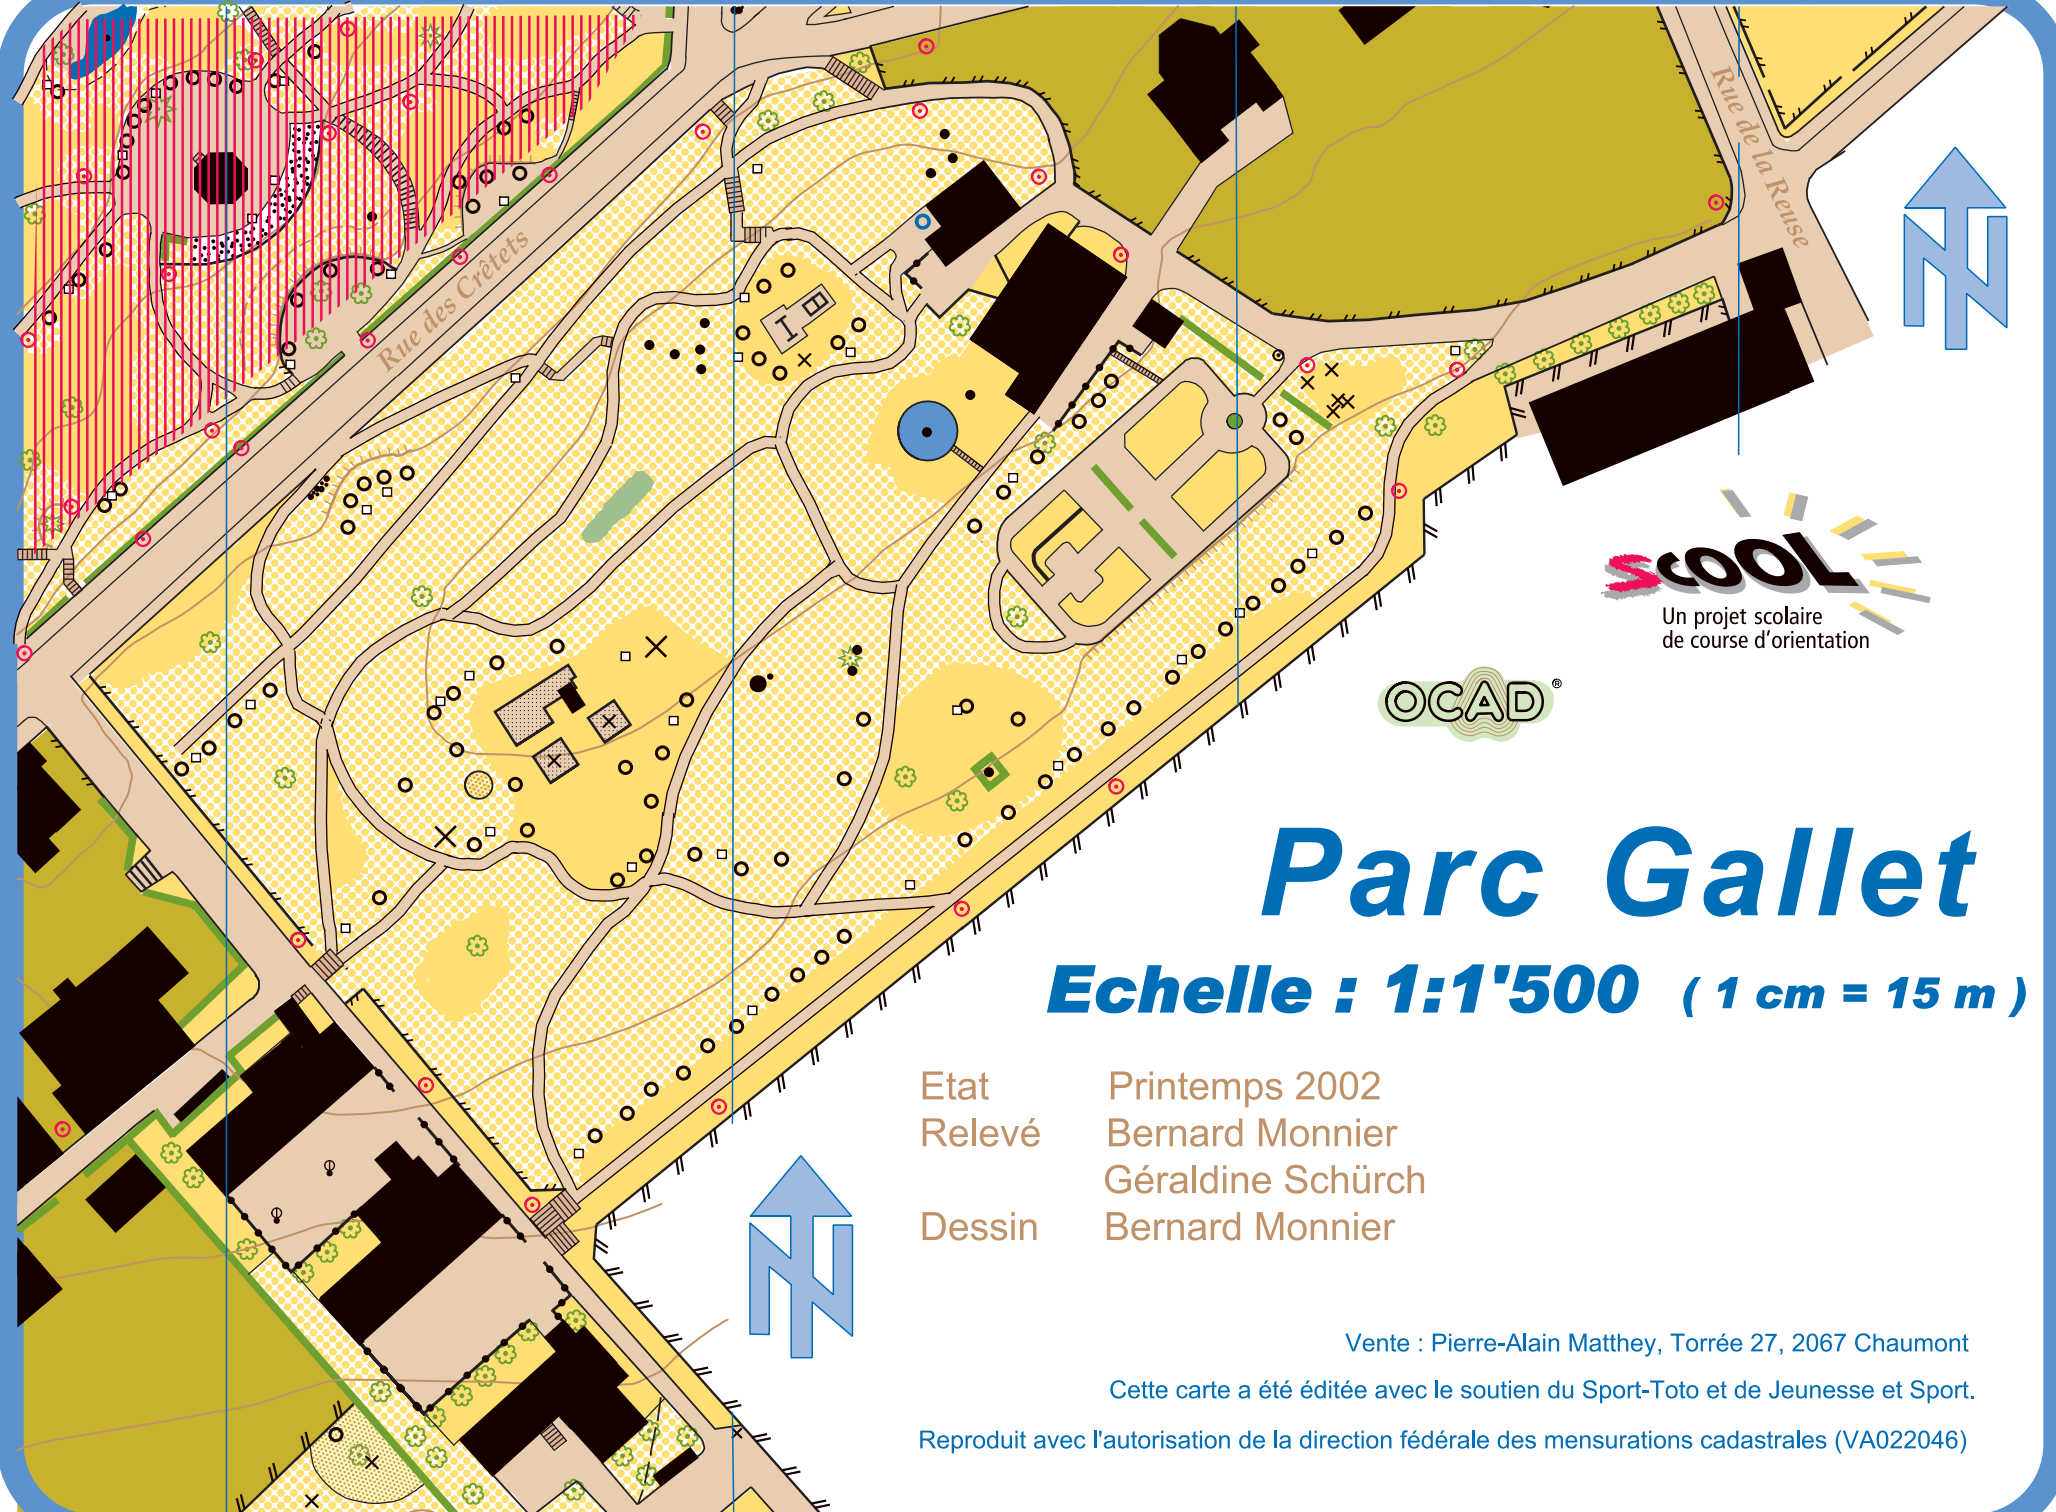 Rue de la Reuse
Rue des Crêtets
scOOL
Un projet scolaire
de course d'orientation
OCAD®
Parc Gallet
Echelle : 1:1'500 ( 1 cm = 15 m )
Etat Printemps 2002
Relevé Bernard Monnier
Géraldine Schürch
Dessin Bernard Monnier
Vente : Pierre-Alain Matthey, Torrée 27, 2067 Chaumont
Cette carte a été éditée avec le soutien du Sport-Toto et de Jeunesse et Sport.
Reproduit avec l'autorisation de la direction fédérale des mensurations cadastrales (VA022046)